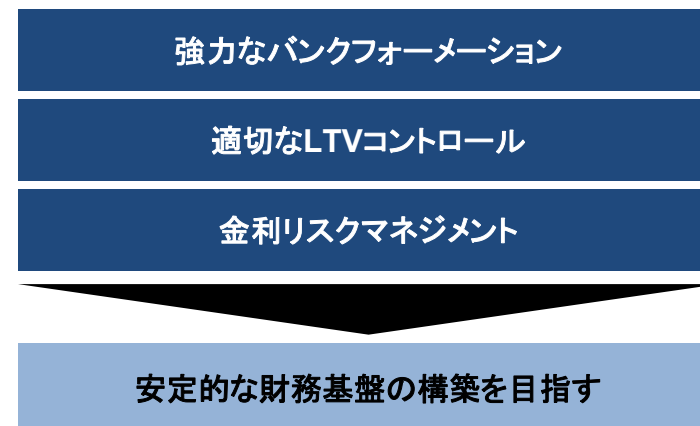 強力なバンクフォーメーション
適切なLTVコントロール
金利リスクマネジメント
安定的な財務基盤の構築を目指す